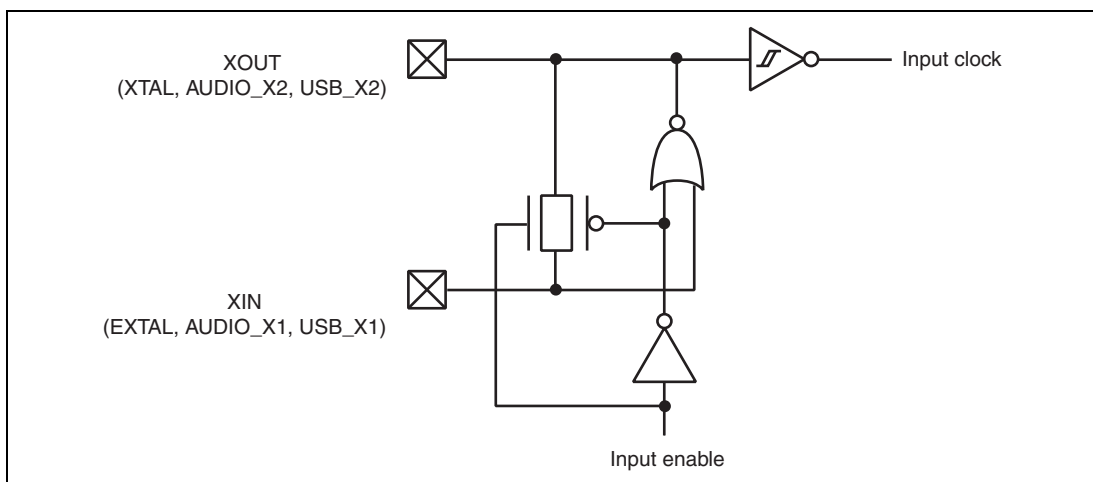 XOUT
(XTAL, AUDIO_X2, USB_X2)
Input clock
XIN
(EXTAL, AUDIO_X1, USB_X1)
Input enable